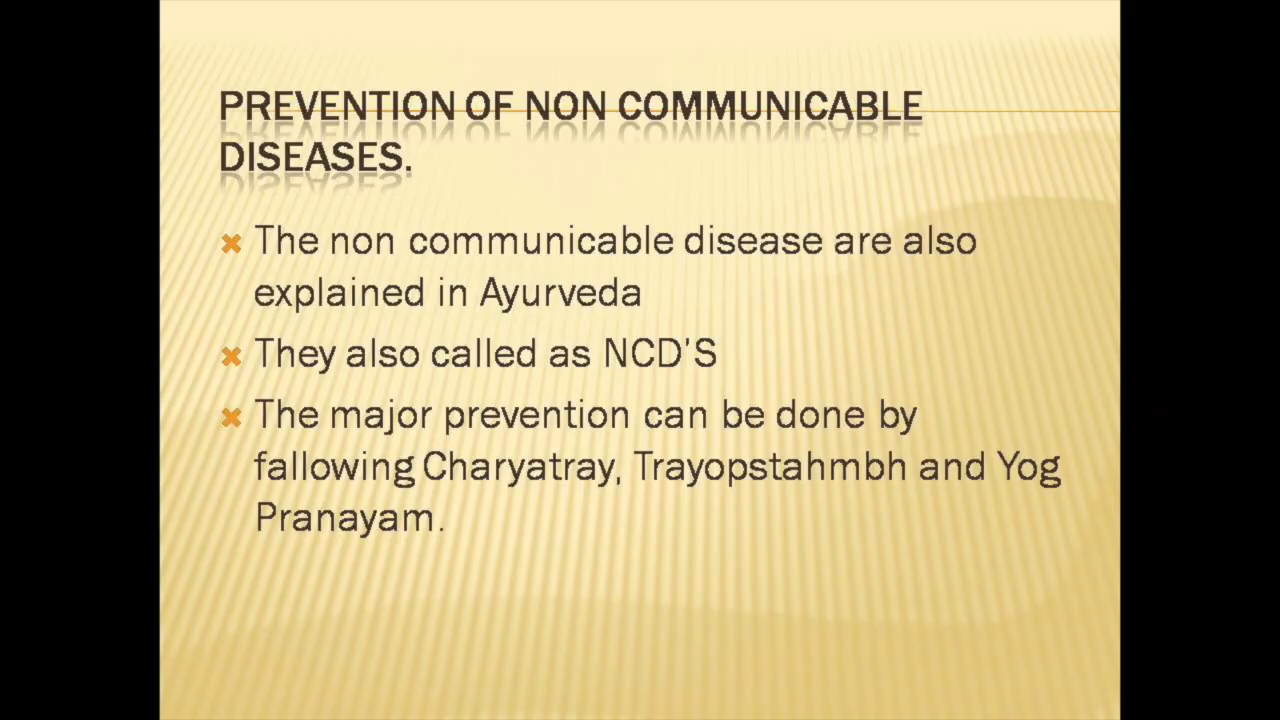 PREVENTION OF NON COMMUNICABLE
DISEASES.
The non communicable disease are also
explained in Ayurveda
They also called as NCD'S
The major prevention can be done by
fallowing Charyatray, Trayopstahmbh and Yog
Pranayam.